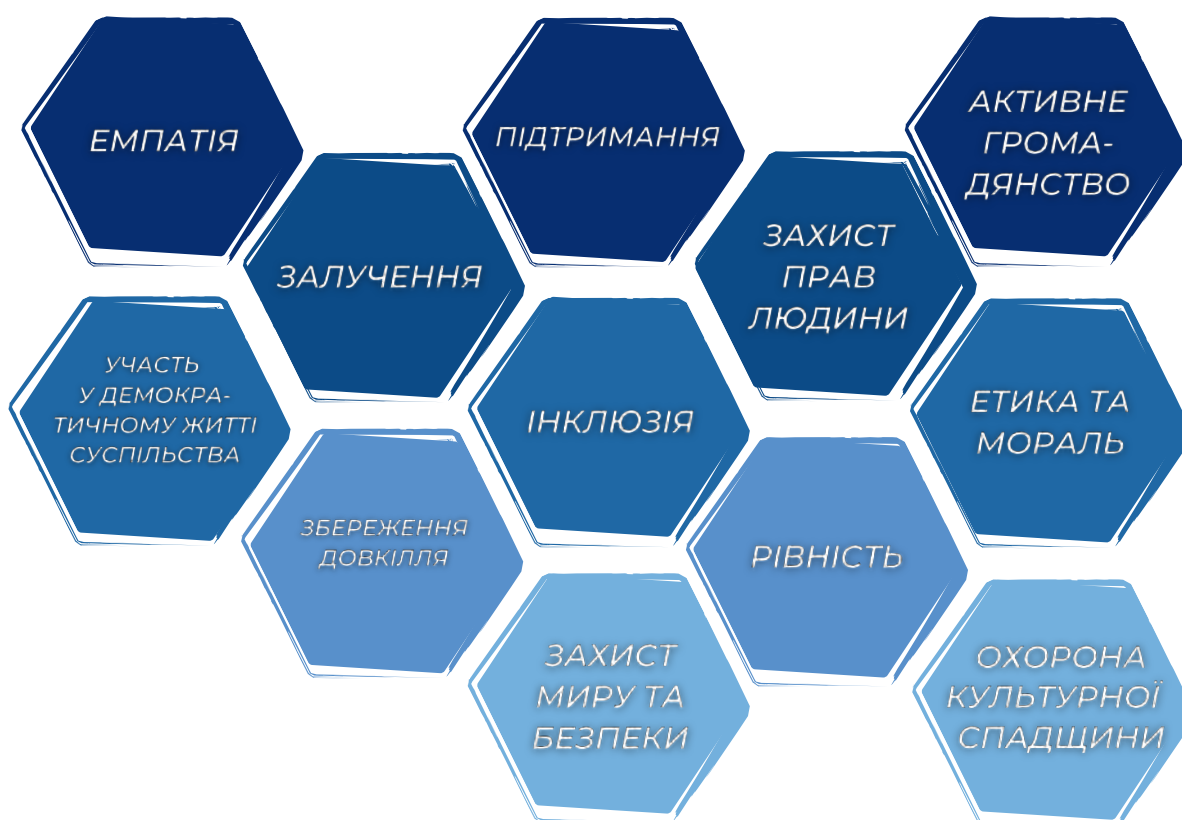 ЕМПАТІЯ
ПІДТРИМАННЯ
АКТИВНЕ
ГРОМА-
ДЯНСТВО
ЗАЛУЧЕННЯ
ЗАХИСТ
ПРАВ
ЛЮДИНИ
УЧАСТЬ
У ДЕМОКРА-
ТИЧНОМУ ЖИТТІ
СУСПІЛЬСТВА
ІНКЛЮЗІЯ
ЕТИКА ТА
МОРАЛЬ
ЗБЕРЕЖЕННЯ
ДОВКІЛЛЯ
РІВНІСТЬ
ЗАХИСТ
МИРУ ТА
БЕЗПЕКИ
ОХОРОНА
КУЛЬТУРНОЇ
СПАДЩИНИ